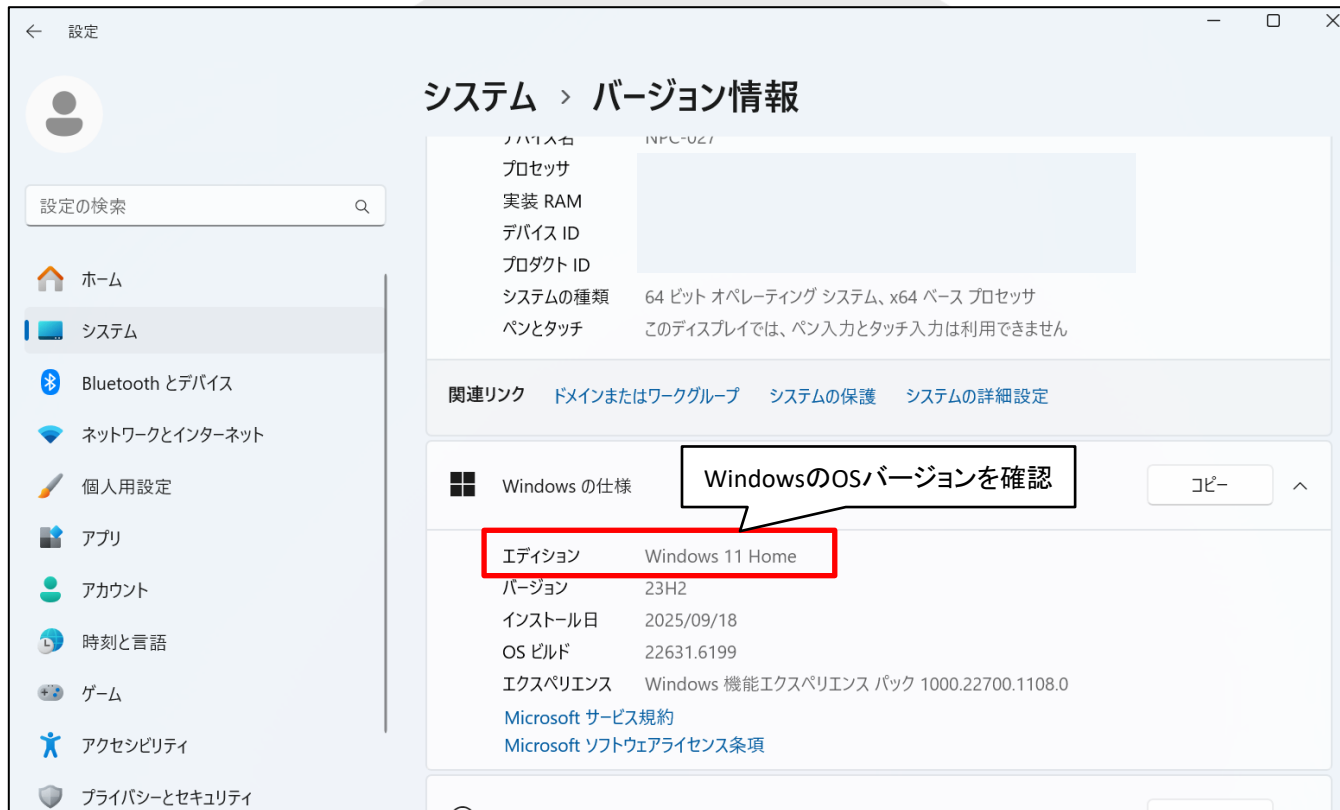 設定
システム › バージョン情報
設定の検索
ホーム
システム
Bluetooth とデバイス
ネットワークとインターネット
個人用設定
アプリ
アカウント
時刻と言語
ゲーム
アクセシビリティ
プライバシーとセキュリティ
デバイス名 NPC-027
プロセッサ
実装 RAM
デバイス ID
プロダクト ID
システムの種類 64 ビット オペレーティング システム、x64 ベース プロセッサ
ペンとタッチ このディスプレイでは、ペン入力とタッチ入力は利用できません
関連リンク ドメインまたはワークグループ システムの保護 システムの詳細設定
Windows の仕様 WindowsのOSバージョンを確認 コピー
エディション Windows 11 Home
バージョン 23H2
インストール日 2025/09/18
OS ビルド 22631.6199
エクスペリエンス Windows 機能エクスペリエンス パック 1000.22700.1108.0
Microsoft サービス規約
Microsoft ソフトウェアライセンス条項